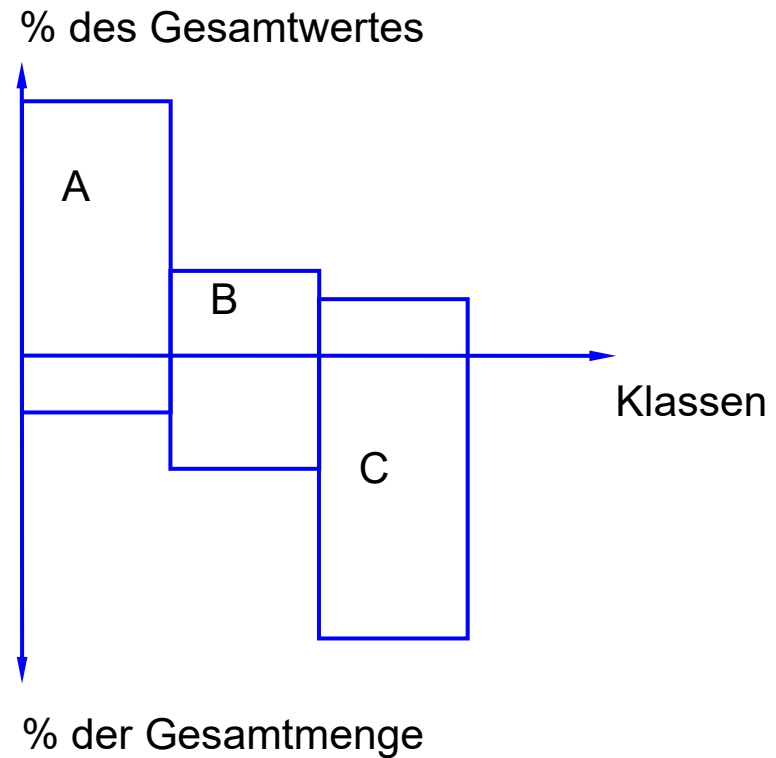 % des Gesamtwertes
A
B
Klassen
C
% der Gesamtmenge